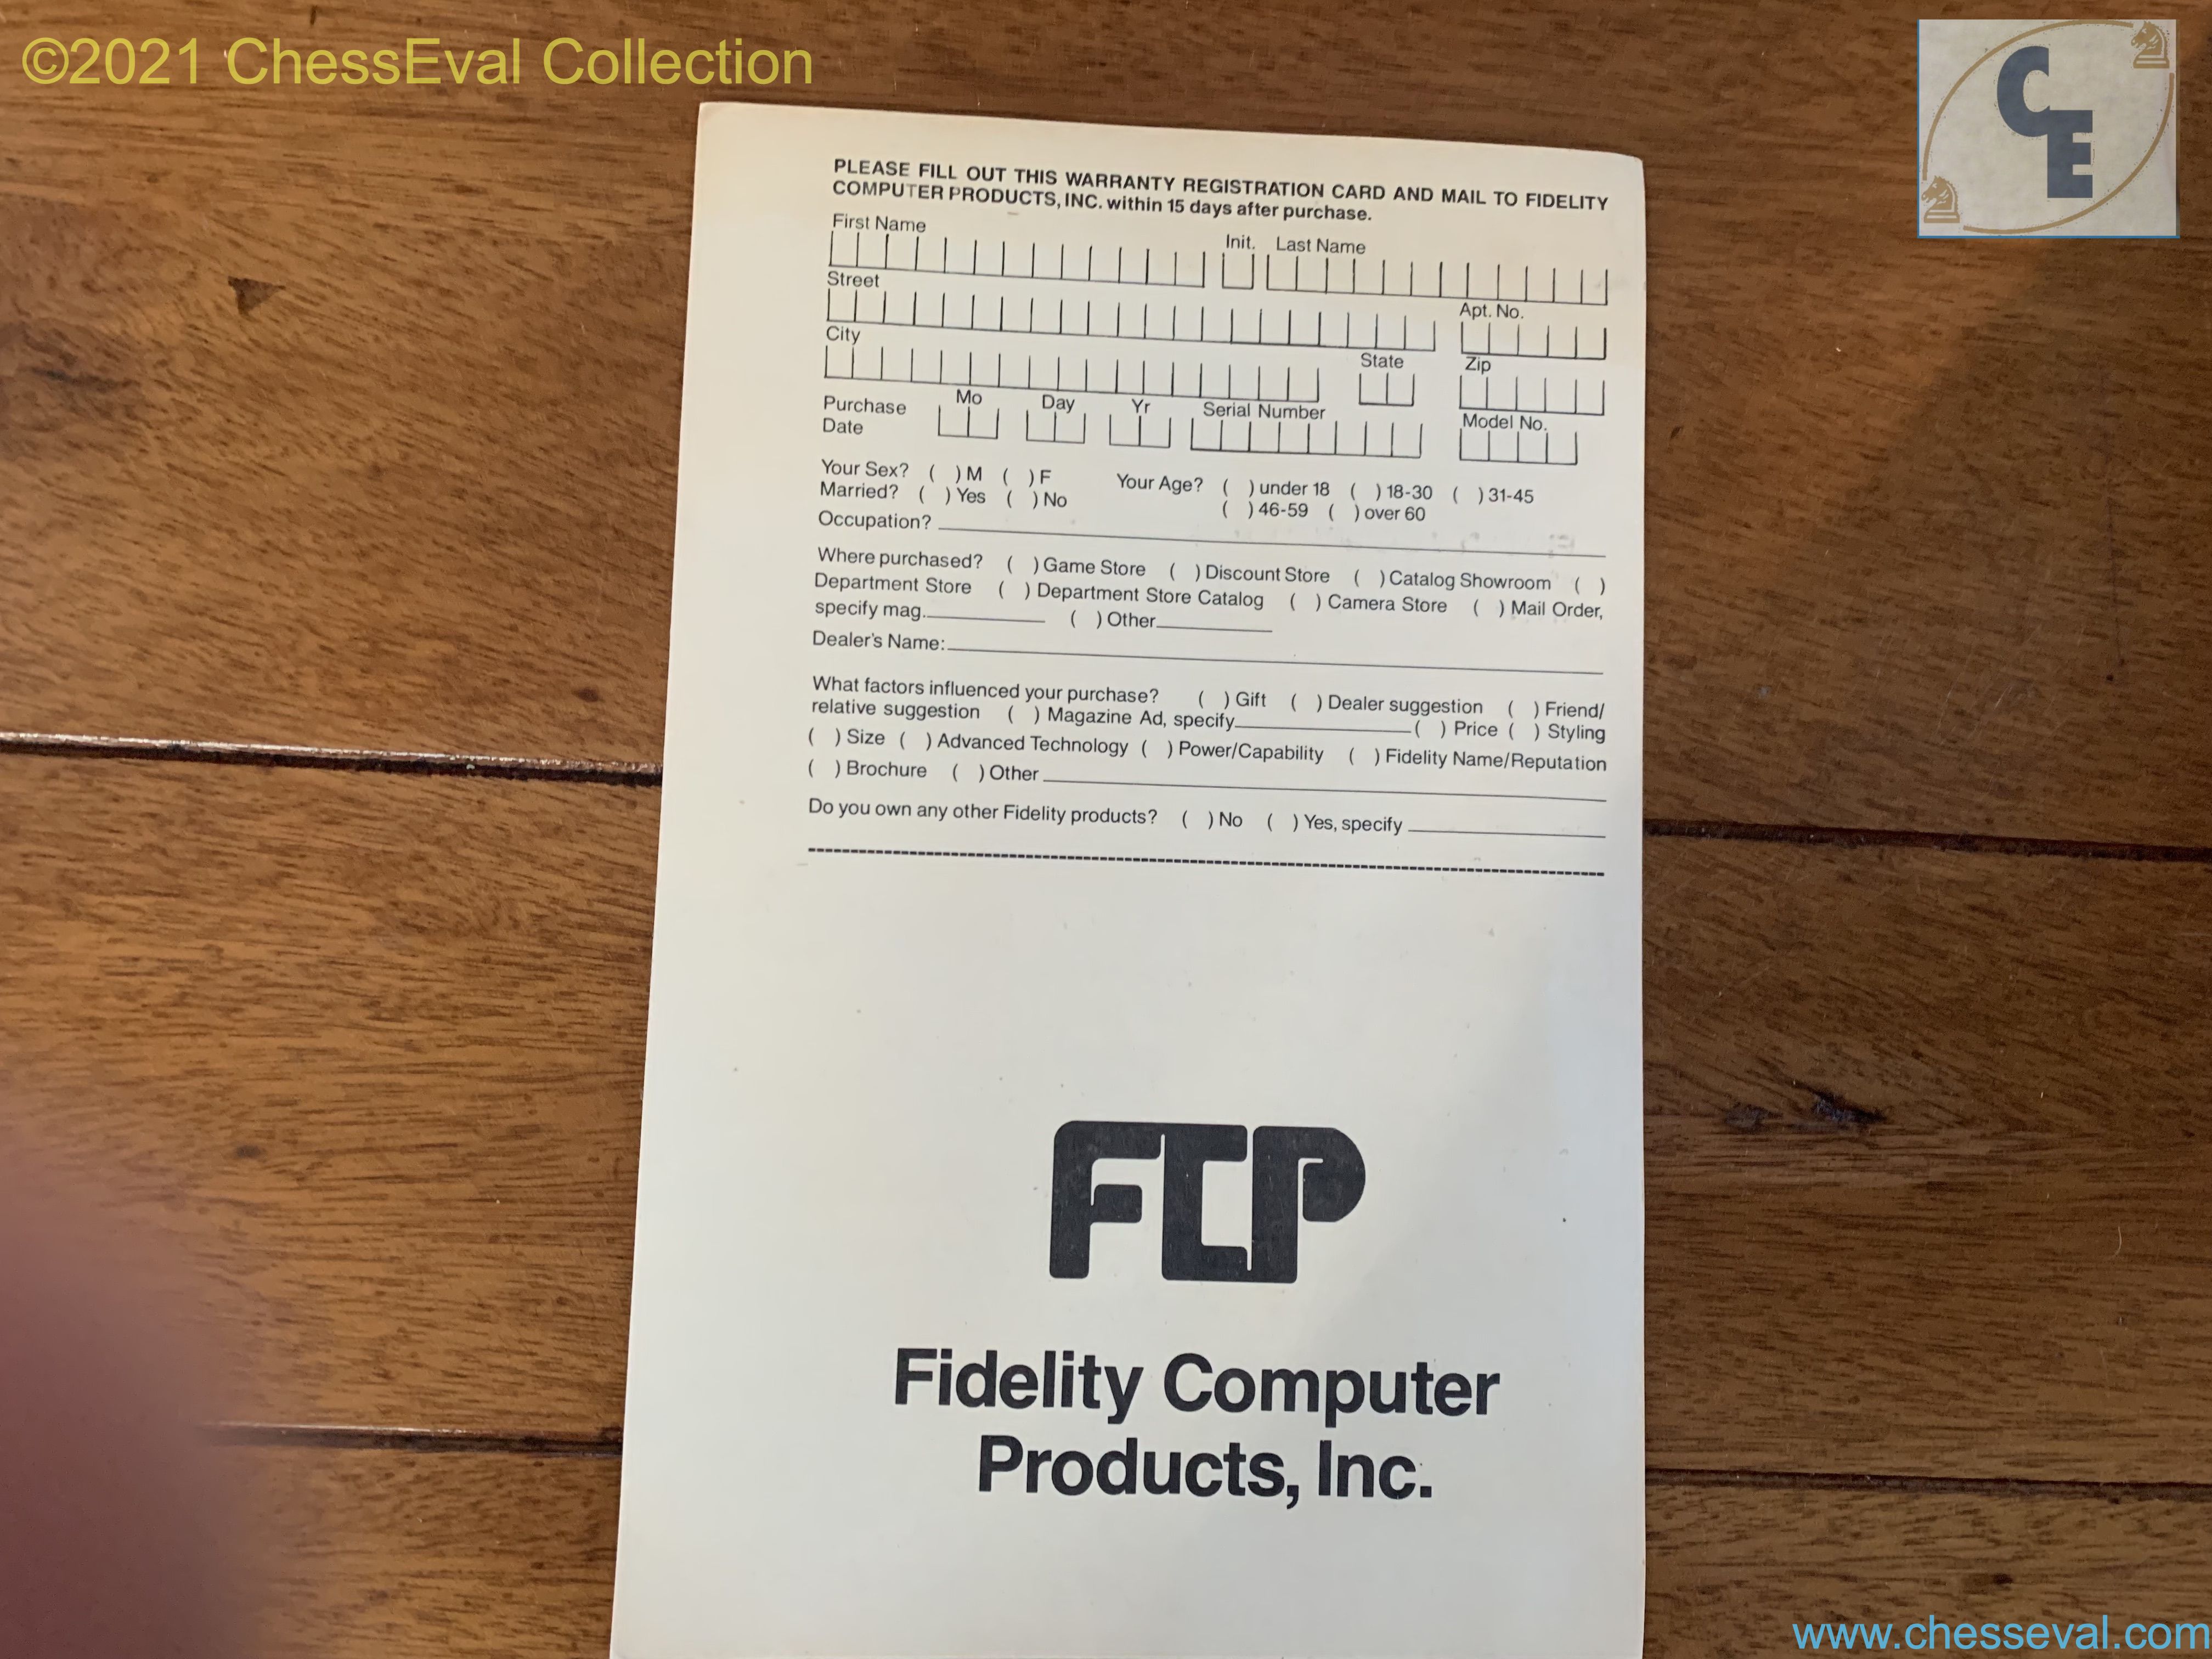 ©2021 ChessEval Collection
CE
PLEASE FILL OUT THIS WARRANTY REGISTRATION CARD AND MAIL TO FIDELITY
COMPUTER PRODUCTS, INC. within 15 days after purchase.
First Name Init. Last Name
Street Apt. No.
City State Zip
Purchase Date Mo Day Yr Serial Number Model No.
Your Sex? ( ) M ( ) F Your Age? ( ) under 18 ( ) 18-30 ( ) 31-45
Married? ( ) Yes ( ) No ( ) 46-59 ( ) over 60
Occupation?
Where purchased? ( ) Game Store ( ) Discount Store ( ) Catalog Showroom ( )
Department Store ( ) Department Store Catalog ( ) Camera Store ( ) Mail Order,
specify mag. ( ) Other
Dealer's Name:
What factors influenced your purchase? ( ) Gift ( ) Dealer suggestion ( ) Friend/
relative suggestion ( ) Magazine Ad, specify ( ) Price ( ) Styling
( ) Size ( ) Advanced Technology ( ) Power/Capability ( ) Fidelity Name/Reputation
( ) Brochure ( ) Other
Do you own any other Fidelity products? ( ) No ( ) Yes, specify
FCP
Fidelity Computer
Products, Inc.
www.chesseval.com